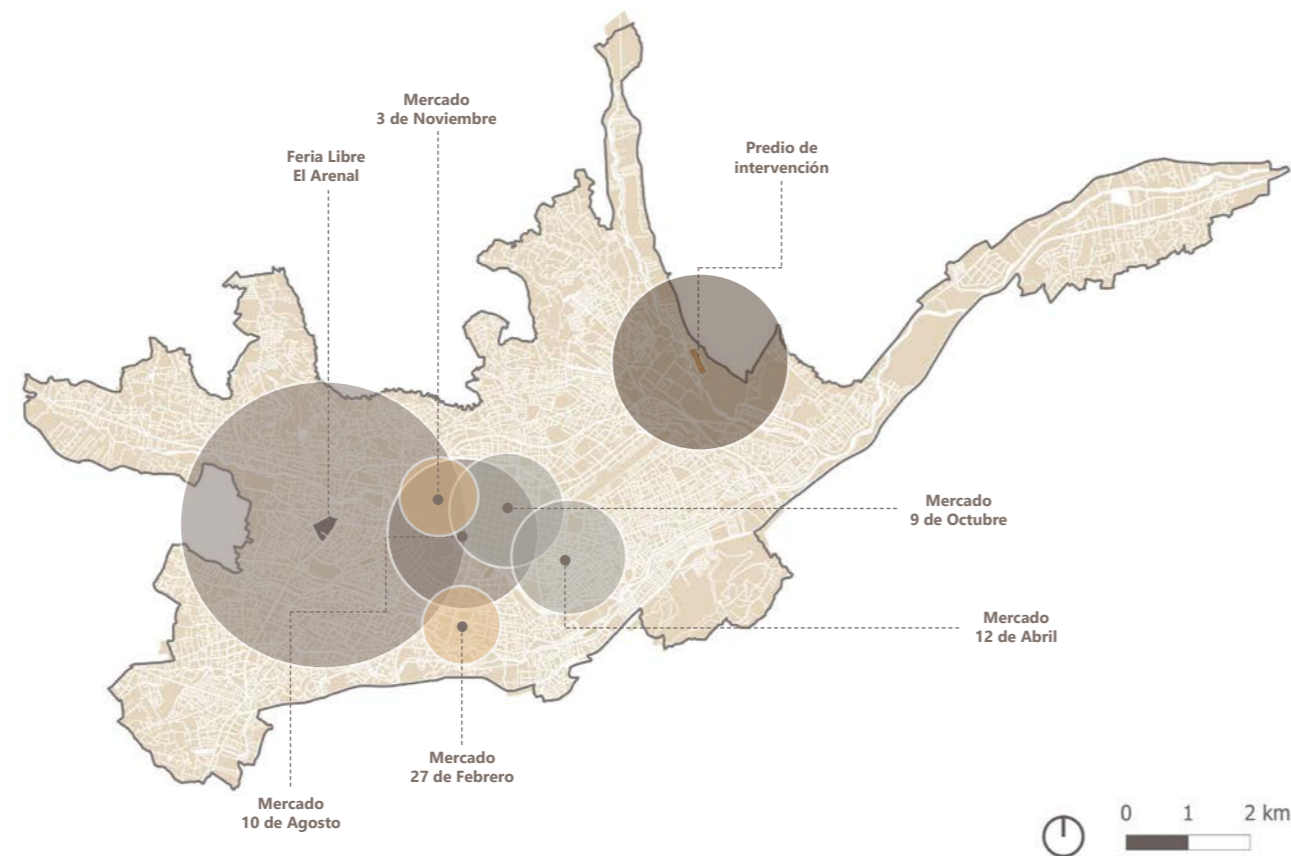 Mercado
3 de Noviembre
Feria Libre
El Arenal
Predio de
intervención
Mercado
9 de Octubre
Mercado
12 de Abril
Mercado
27 de Febrero
Mercado
10 de Agosto
0 1 2 km